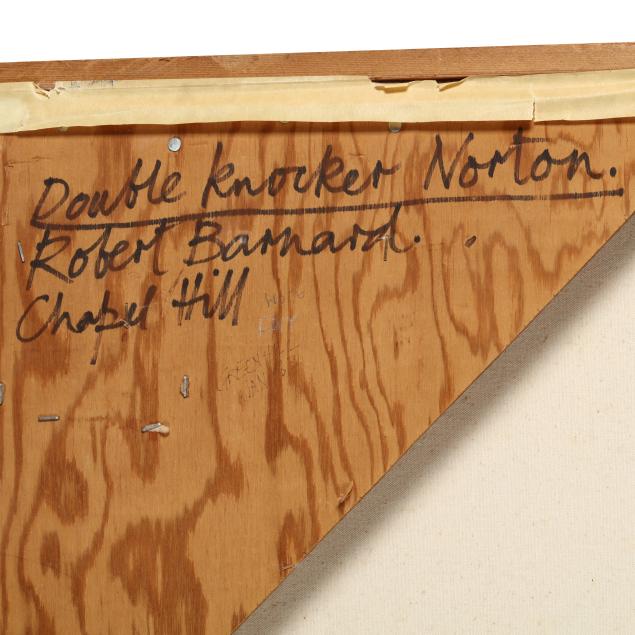 Double knocker Norton.
Robert Barnard.
Chapel Hill